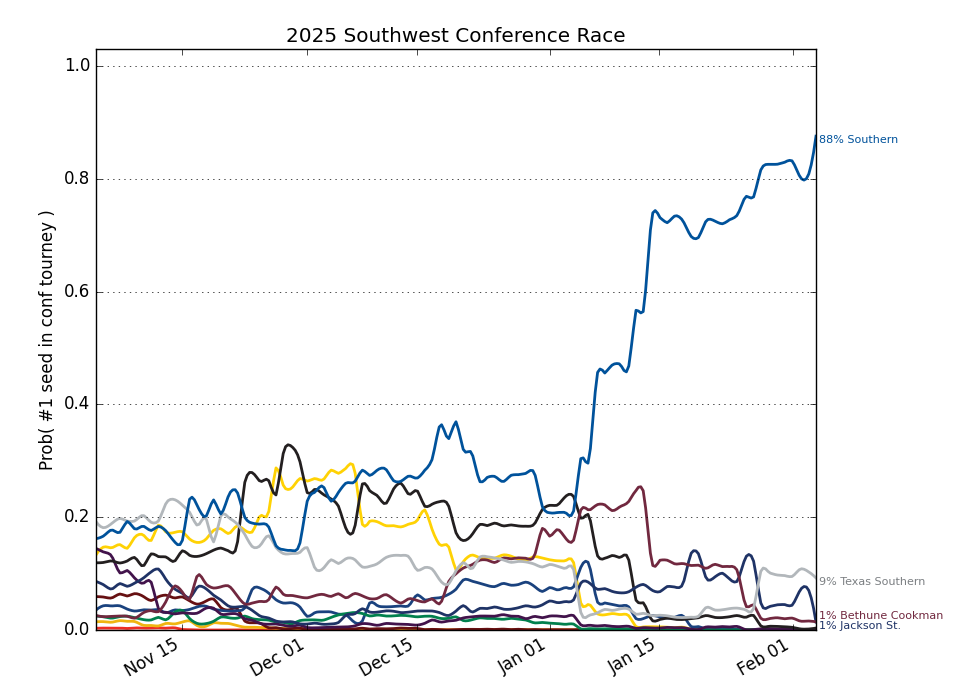 2025 Southwest Conference Race
Prob( #1 seed in conf tourney )
1.0
0.8
0.6
0.4
0.2
0.0
88% Southern
9% Texas Southern
1% Bethune Cookman
1% Jackson St.
Nov 15
Dec 01
Dec 15
Jan 01
Jan 15
Feb 01